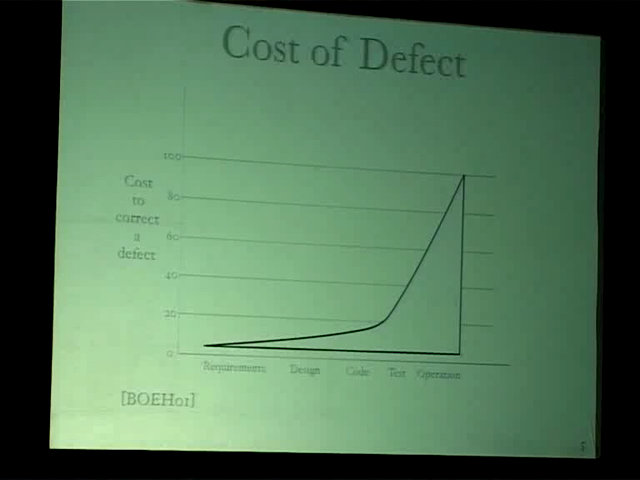 Cost of Defect
100
Cost
to
correct
a
defect
80
60
40
20
0
Requirements Design Code Test Operation
[BOEH01]
5